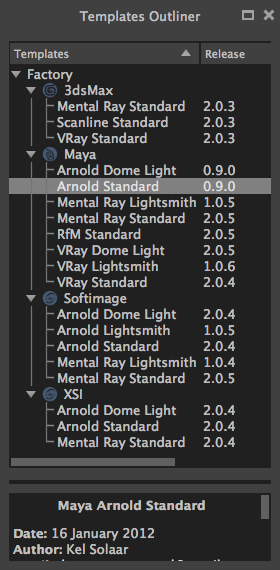 Templates Outliner
Templates Release
Factory
3dsMax
Mental Ray Standard 2.0.3
Scanline Standard 2.0.3
VRay Standard 2.0.3
Maya
Arnold Dome Light 0.9.0
Arnold Standard 0.9.0
Mental Ray Lightsmith 1.0.5
Mental Ray Standard 2.0.5
RfM Standard 2.0.5
VRay Dome Light 2.0.5
VRay Lightsmith 1.0.6
VRay Standard 2.0.4
Softimage
Arnold Dome Light 2.0.4
Arnold Lightsmith 1.0.5
Arnold Standard 2.0.4
Mental Ray Lightsmith 1.0.4
Mental Ray Standard 2.0.5
XSI
Arnold Dome Light 2.0.4
Arnold Standard 2.0.4
Mental Ray Standard 2.0.4
Maya Arnold Standard
Date: 16 January 2012
Author: Kel Solaar